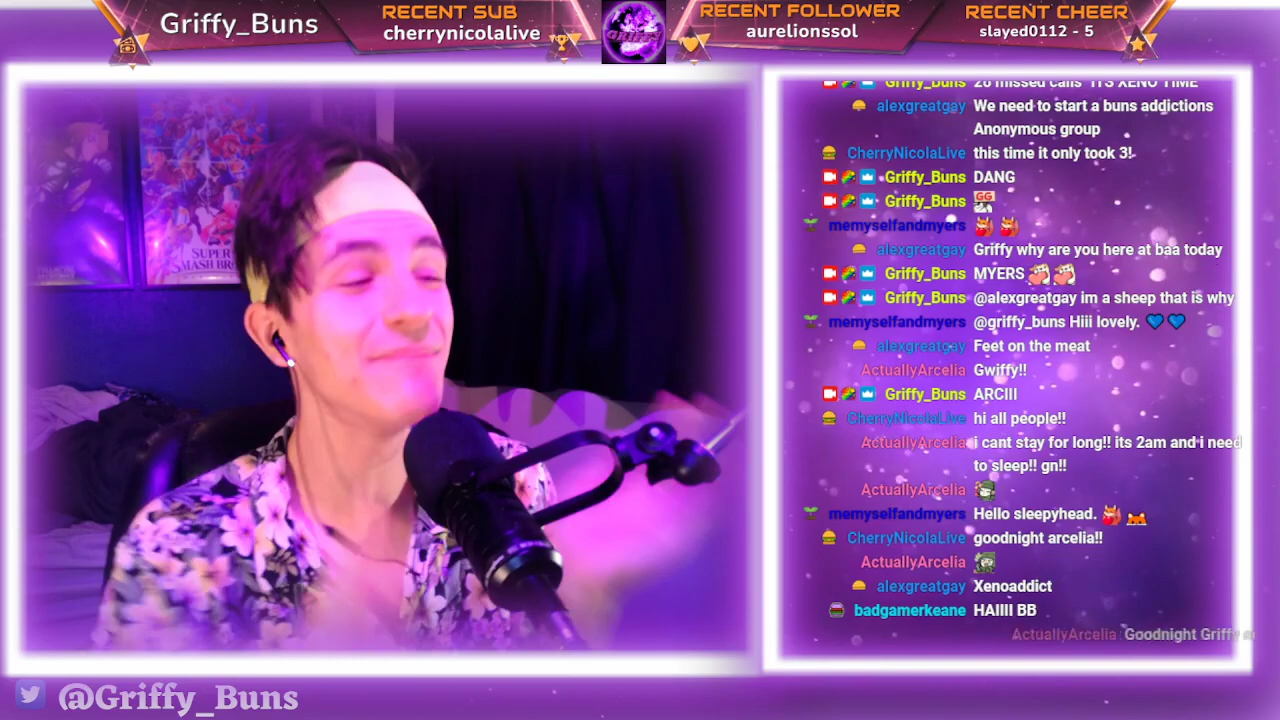 Griffy_Buns
RECENT SUB
cherrynicolalive
RECENT FOLLOWER
aurelionssol
RECENT CHEER
slayed0112 - 5
SUPER
SMASH BR
Griffy_Buns 26 missed calls ITS XENO TIME
alexgreatgay We need to start a buns addictions
Anonymous group
CherryNicolaLive this time it only took 3!
Griffy_Buns DANG
Griffy_Buns GG
memyselfandmyers
alexgreatgay Griffy why are you here at baa today
Griffy_Buns MYERS
Griffy_Buns @alexgreatgay im a sheep that is why
memyselfandmyers @griffy_buns Hiii lovely.
alexgreatgay Feet on the meat
ActuallyArcelia Gwiffy!!
Griffy_Buns ARCIII
CherryNicolaLive hi all people!!
ActuallyArcelia i cant stay for long!! its 2am and i need
to sleep!! gn!!
ActuallyArcelia
memyselfandmyers Hello sleepyhead.
CherryNicolaLive goodnight arcelia!!
ActuallyArcelia
alexgreatgay Xenoaddict
badgamerkeane HAIIII BB
ActuallyArcelia Goodnight Griffy
@Griffy_Buns